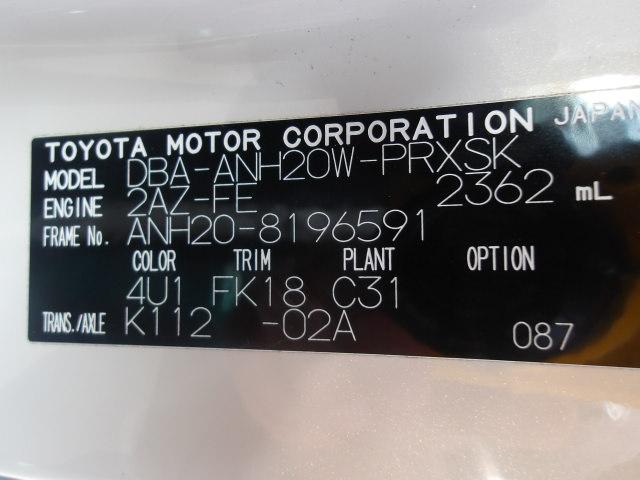 TOYOTA MOTOR CORPORATION JAPAN
MODEL DBA-ANH20W-PRXSK
ENGINE 2AZ-FE 2362 mL
FRAME No. ANH20-8196591
COLOR TRIM PLANT OPTION
4U1 FK18 C31
TRANS./AXLE K112 -02A 087